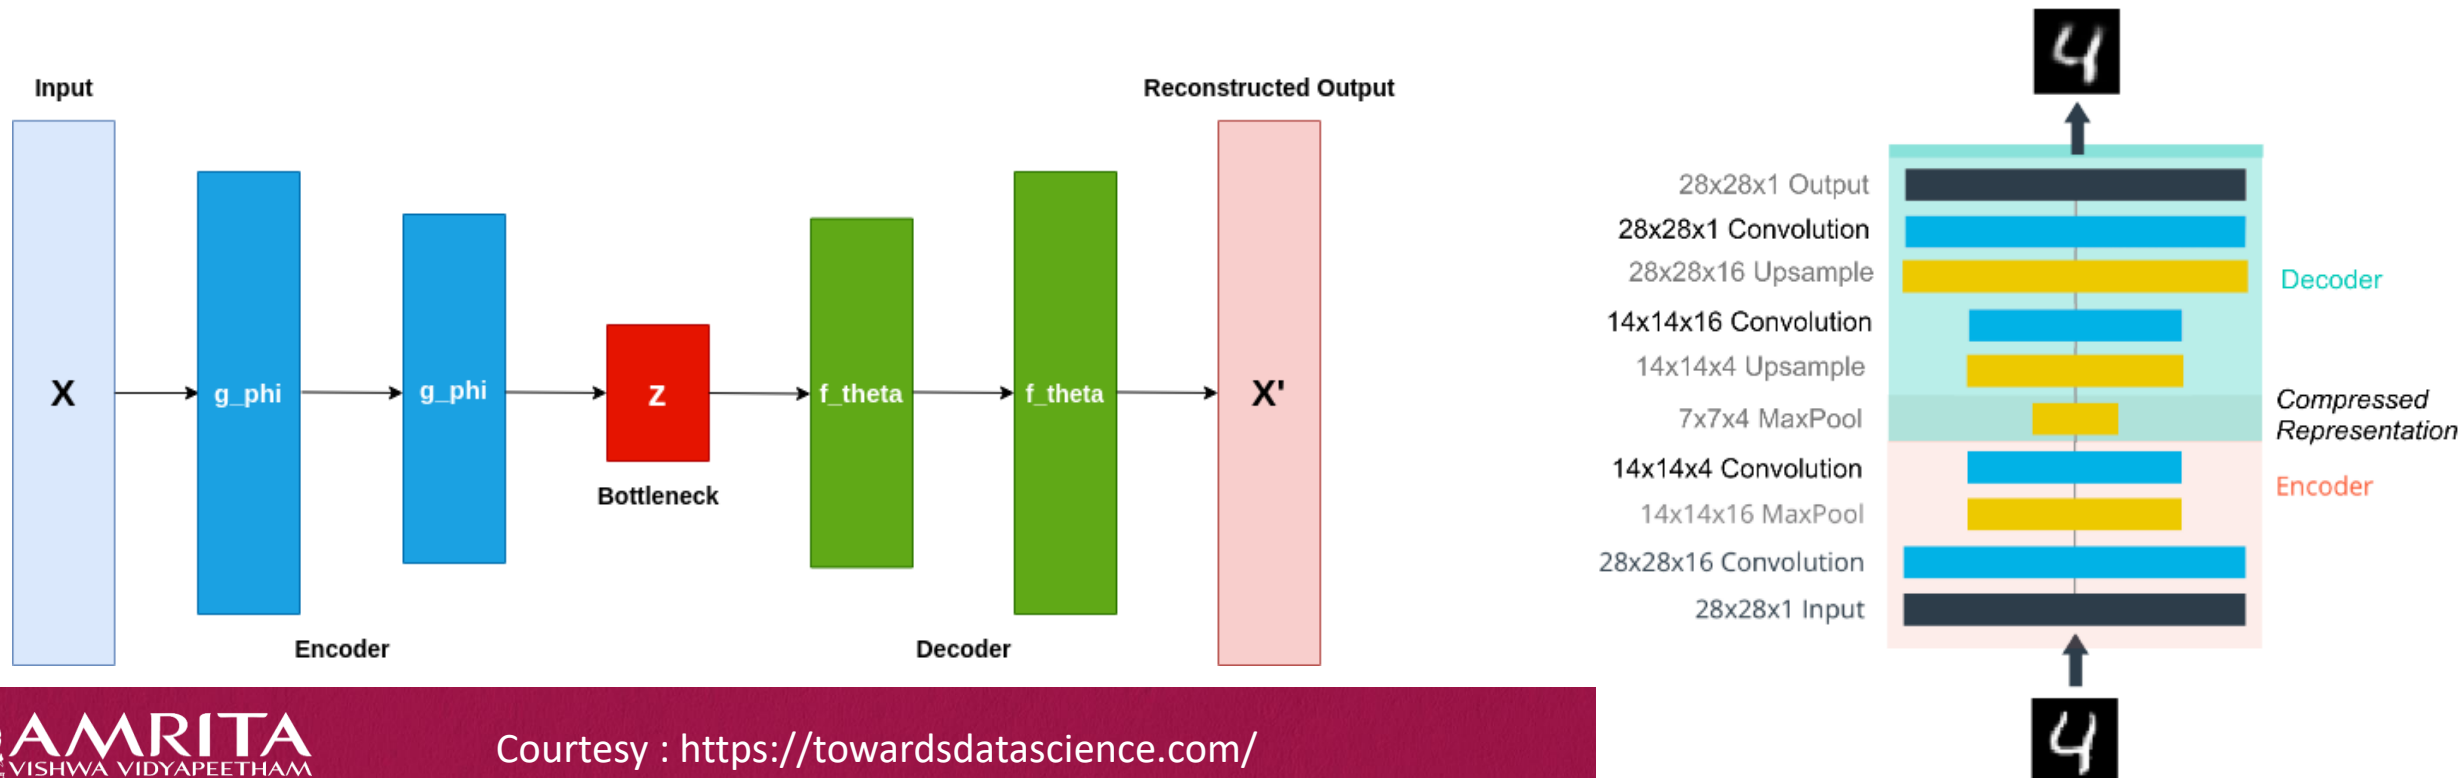 Input
X
g_phi
g_phi
Encoder
z
Bottleneck
f_theta
f_theta
Decoder
Reconstructed Output
X'
4
28x28x1 Output
28x28x1 Convolution
28x28x16 Upsample
14x14x16 Convolution
14x14x4 Upsample
7x7x4 MaxPool
14x14x4 Convolution
14x14x16 MaxPool
28x28x16 Convolution
28x28x1 Input
Decoder
Compressed
Representation
Encoder
4
AMRITA
VISHWA VIDYAPEETHAM
Courtesy : https://towardsdatascience.com/